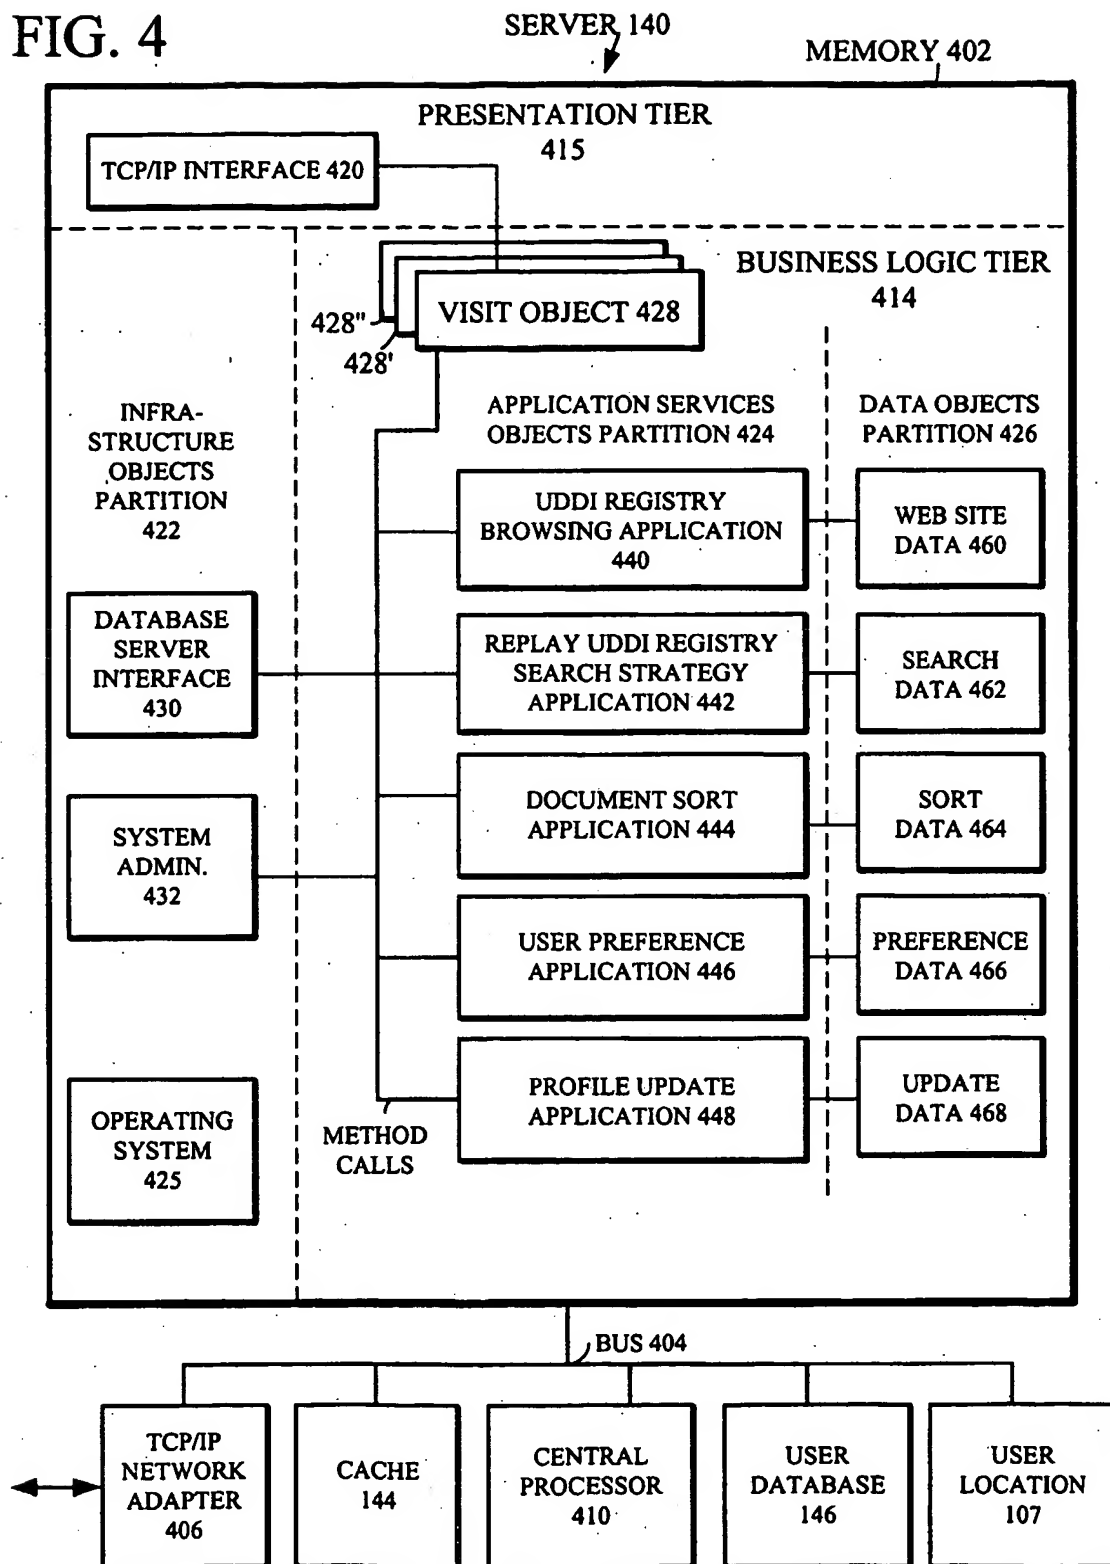 FIG. 4
SERVER 140
MEMORY 402
PRESENTATION TIER
415
TCP/IP INTERFACE 420
BUSINESS LOGIC TIER
414
VISIT OBJECT 428
428"
428'
INFRA-
STRUCTURE
OBJECTS
PARTITION
422
APPLICATION SERVICES
OBJECTS PARTITION 424
DATA OBJECTS
PARTITION 426
UDDI REGISTRY
BROWSING APPLICATION
440
WEB SITE
DATA 460
DATABASE
SERVER
INTERFACE
430
REPLAY UDDI REGISTRY
SEARCH STRATEGY
APPLICATION 442
SEARCH
DATA 462
SYSTEM
ADMIN.
432
DOCUMENT SORT
APPLICATION 444
SORT
DATA 464
USER PREFERENCE
APPLICATION 446
PREFERENCE
DATA 466
OPERATING
SYSTEM
425
METHOD
CALLS
PROFILE UPDATE
APPLICATION 448
UPDATE
DATA 468
BUS 404
TCP/IP
NETWORK
ADAPTER
406
CACHE
144
CENTRAL
PROCESSOR
410
USER
DATABASE
146
USER
LOCATION
107